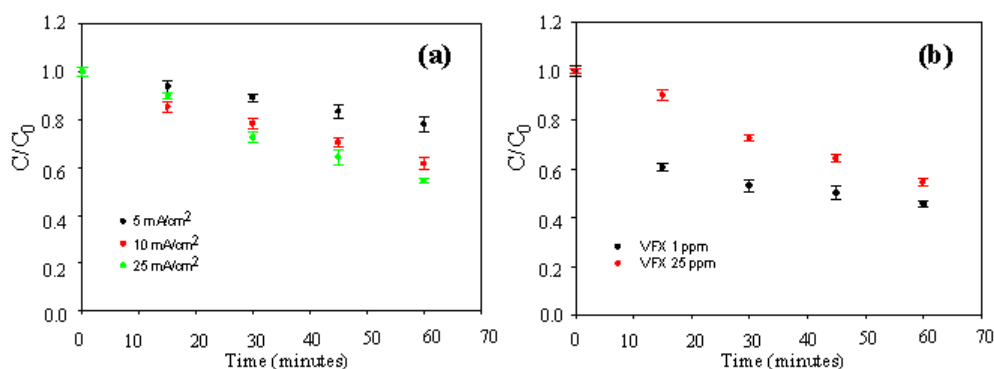 (a)
C/C0
1.2
1.0
0.8
0.6
0.4
0.2
0.0
5 mA/cm2
10 mA/cm2
25 mA/cm2
0 10 20 30 40 50 60 70
Time (minutes)
(b)
C/C0
1.2
1.0
0.8
0.6
0.4
0.2
0.0
VFX 1 ppm
VFX 25 ppm
0 10 20 30 40 50 60 70
Time (minutes)